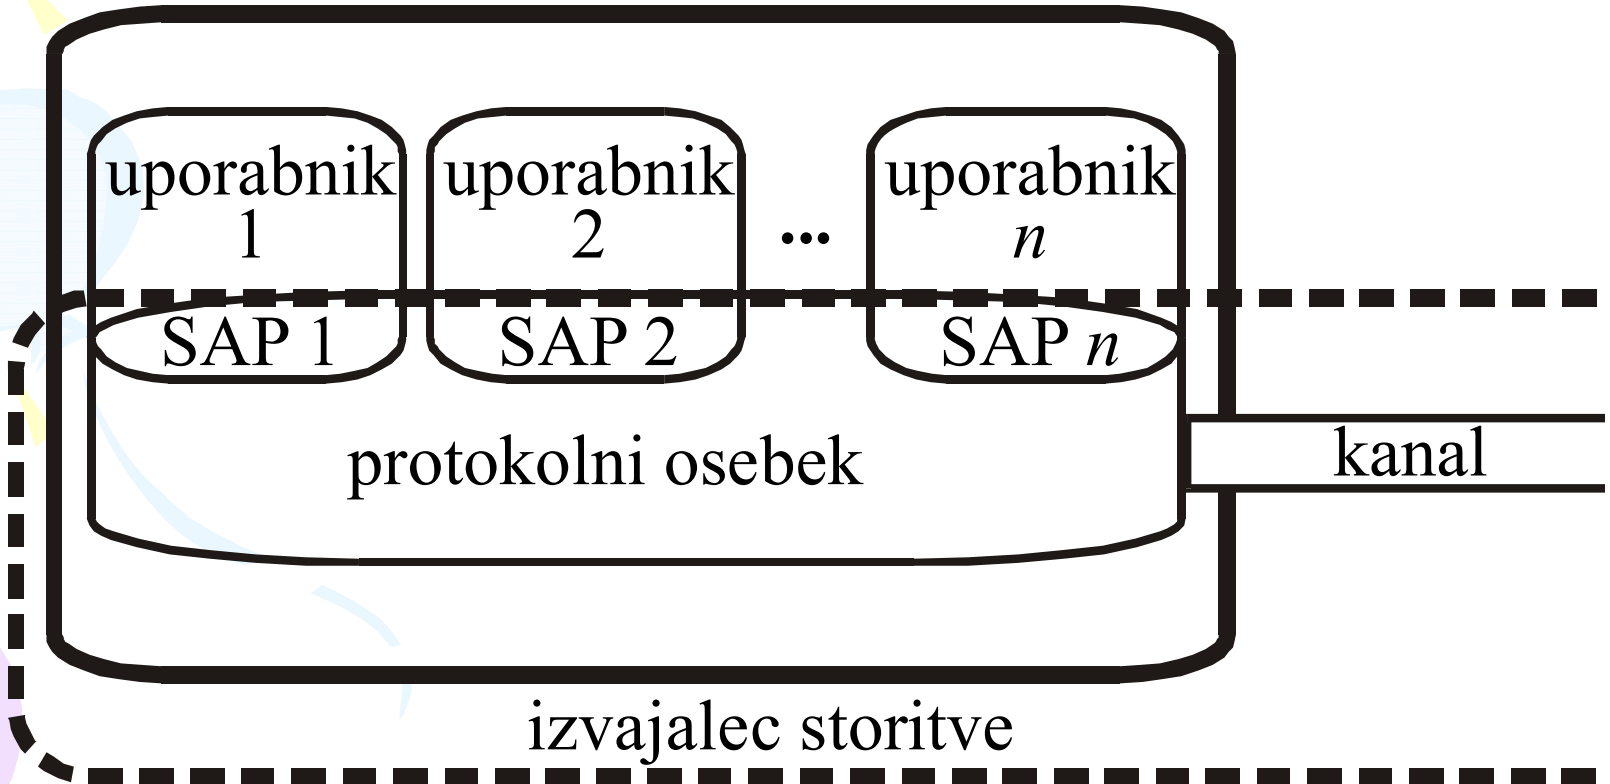 uporabnik
1
uporabnik
2
...
uporabnik
n
SAP 1
SAP 2
SAP n
protokolni osebek
kanal
izvajalec storitve